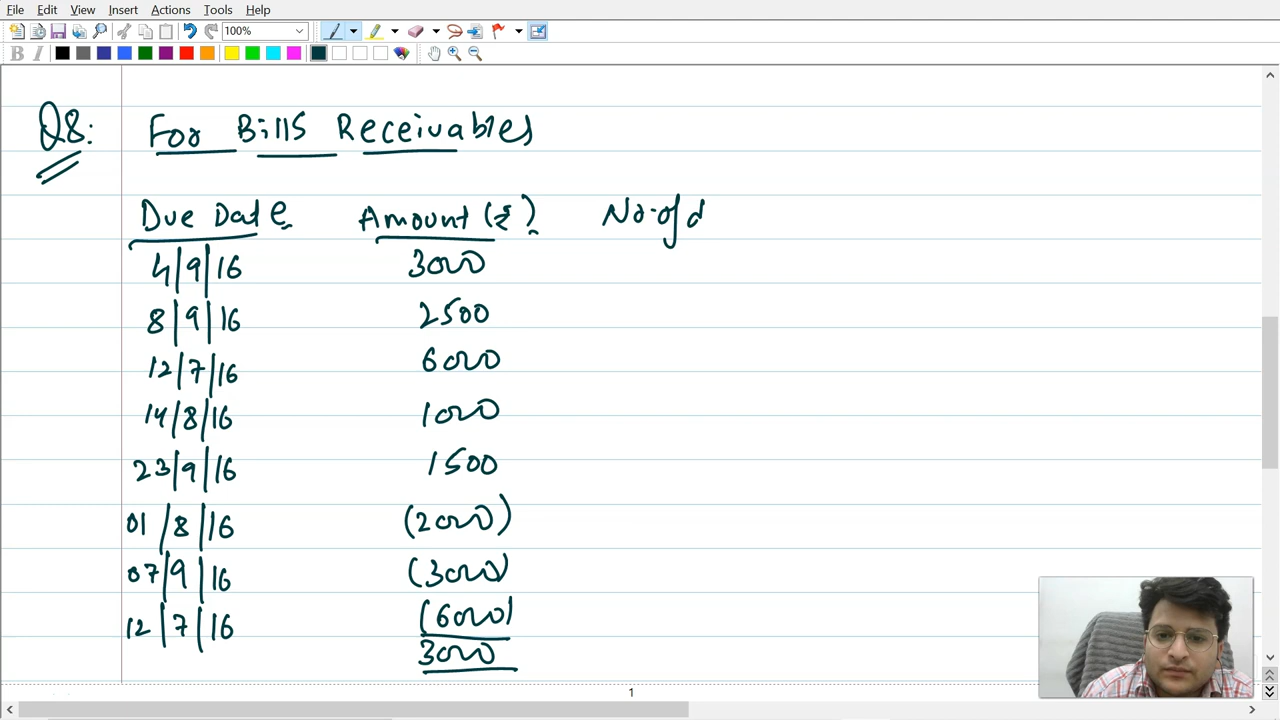 File Edit View Insert Actions Tools Help
100%
B I
Q8: For Bills Receivables
Due Date Amount (₹) No. of d
4/9/16 3000
8/9/16 2500
12/7/16 6000
14/8/16 1000
23/9/16 1500
01/8/16 (2000)
07/9/16 (3000)
12/7/16 (6000)
3000
1